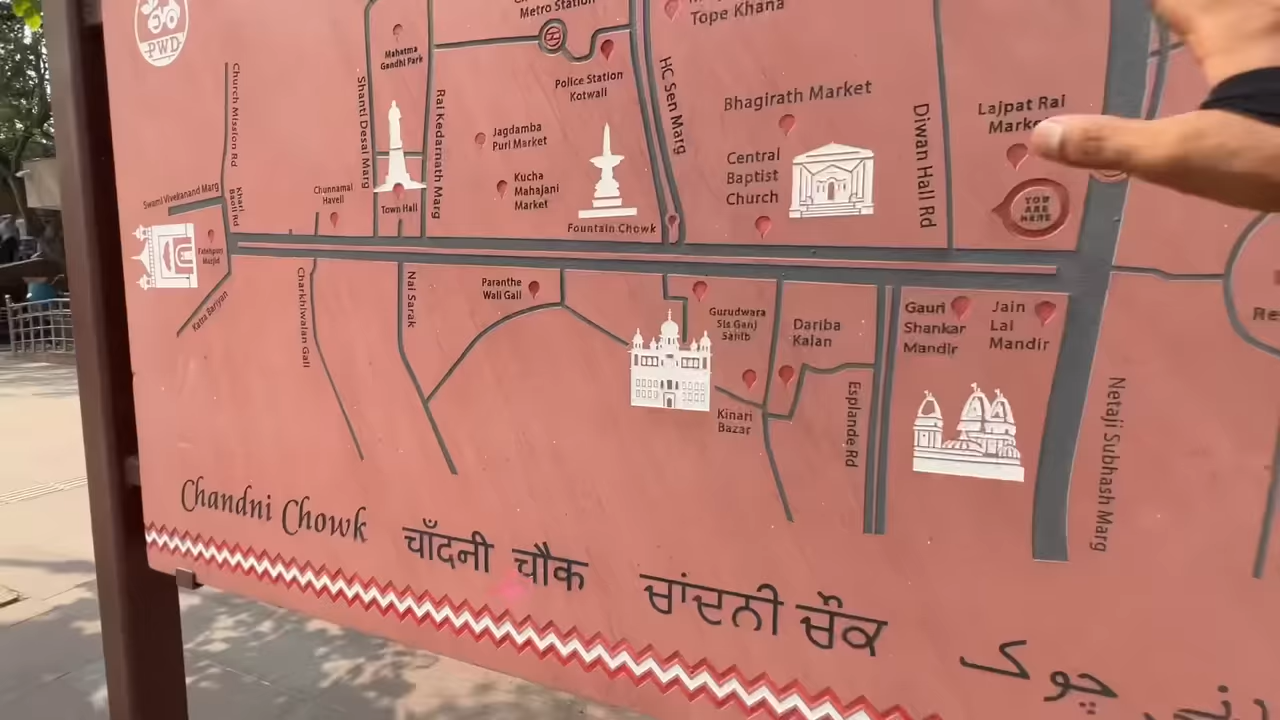 PWD
Metro Station
Tope Khana
Mahatma
Gandhi Park
Police Station
Kotwali
Church Mission Rd
Shanti Desai Marg
Rai Kedarnath Marg
HC Sen Marg
Bhagirath Market
Diwan Hall Rd
Lajpat Rai
Jagdamba
Puri Market
Central
Baptist
Church
Kucha
Mahajani
Market
Swami Vivekanand Marg
Khari
Baoli Rd
Chunnamal
Haveli
Town Hall
Fountain Chowk
YOU
ARE
HERE
Fatehpuri
Masjid
Katra Bariyan
Charkhiwalan Gali
Nai Sarak
Paranthe
Wali Gali
Gurudwara
Sis Ganj
Sahib
Dariba
Kalan
Gauri
Shankar
Mandir
Jain
Lal
Mandir
Kinari
Bazar
Esplande Rd
Netaji Subhash Marg
Chandni Chowk
चाँदनी चौक
ਚਾਂਦਨੀ ਚੌਕ
چوک